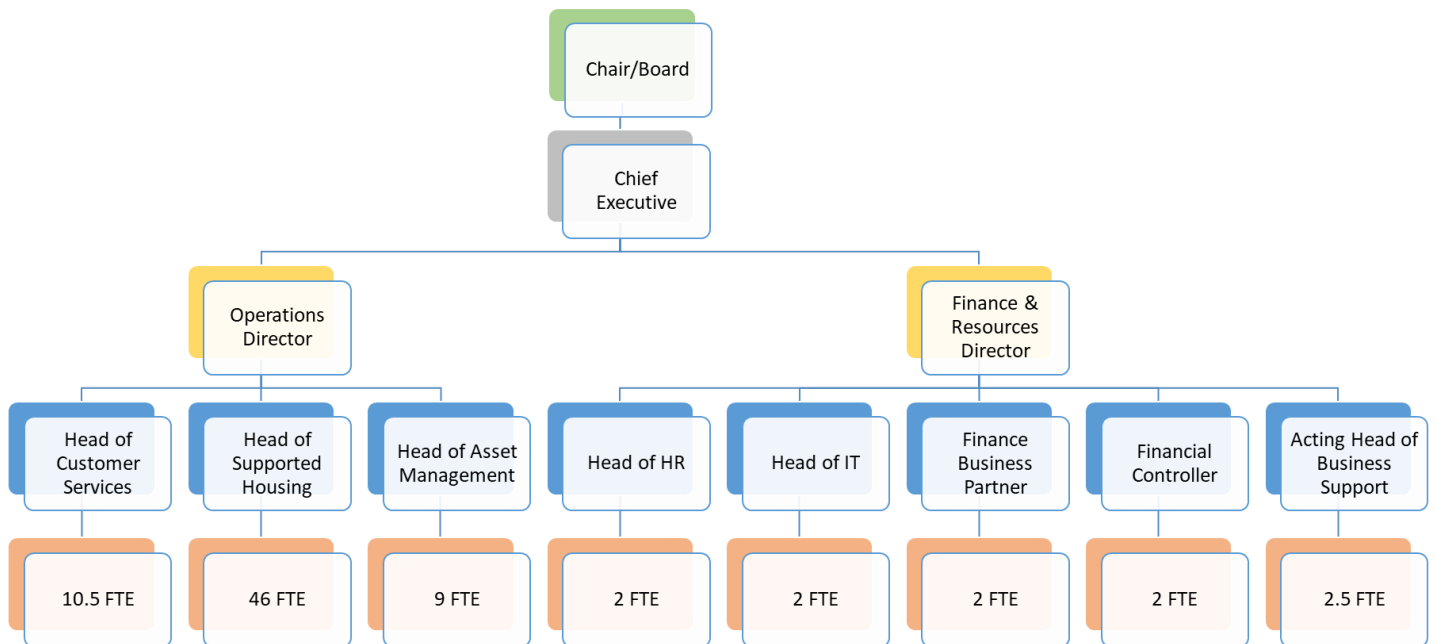 Chair/Board
Chief
Executive
Operations
Director
Finance &
Resources
Director
Head of
Customer
Services
Head of
Supported
Housing
Head of Asset
Management
Head of HR
Head of IT
Finance
Business
Partner
Financial
Controller
Acting Head of
Business
Support
10.5 FTE
46 FTE
9 FTE
2 FTE
2 FTE
2 FTE
2 FTE
2.5 FTE